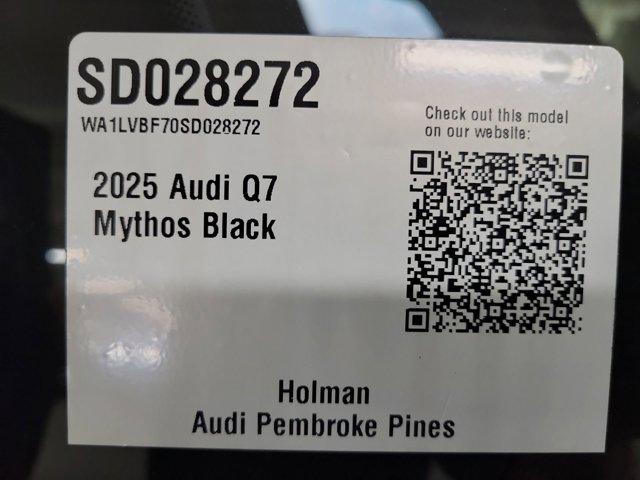 SD028272
WA1LVBF70SD028272
Check out this model
on our website:
2025 Audi Q7
Mythos Black
Holman
Audi Pembroke Pines